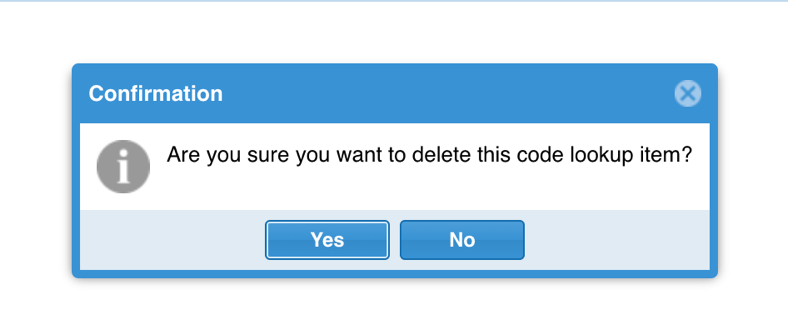 Confirmation
Are you sure you want to delete this code lookup item?
Yes
No